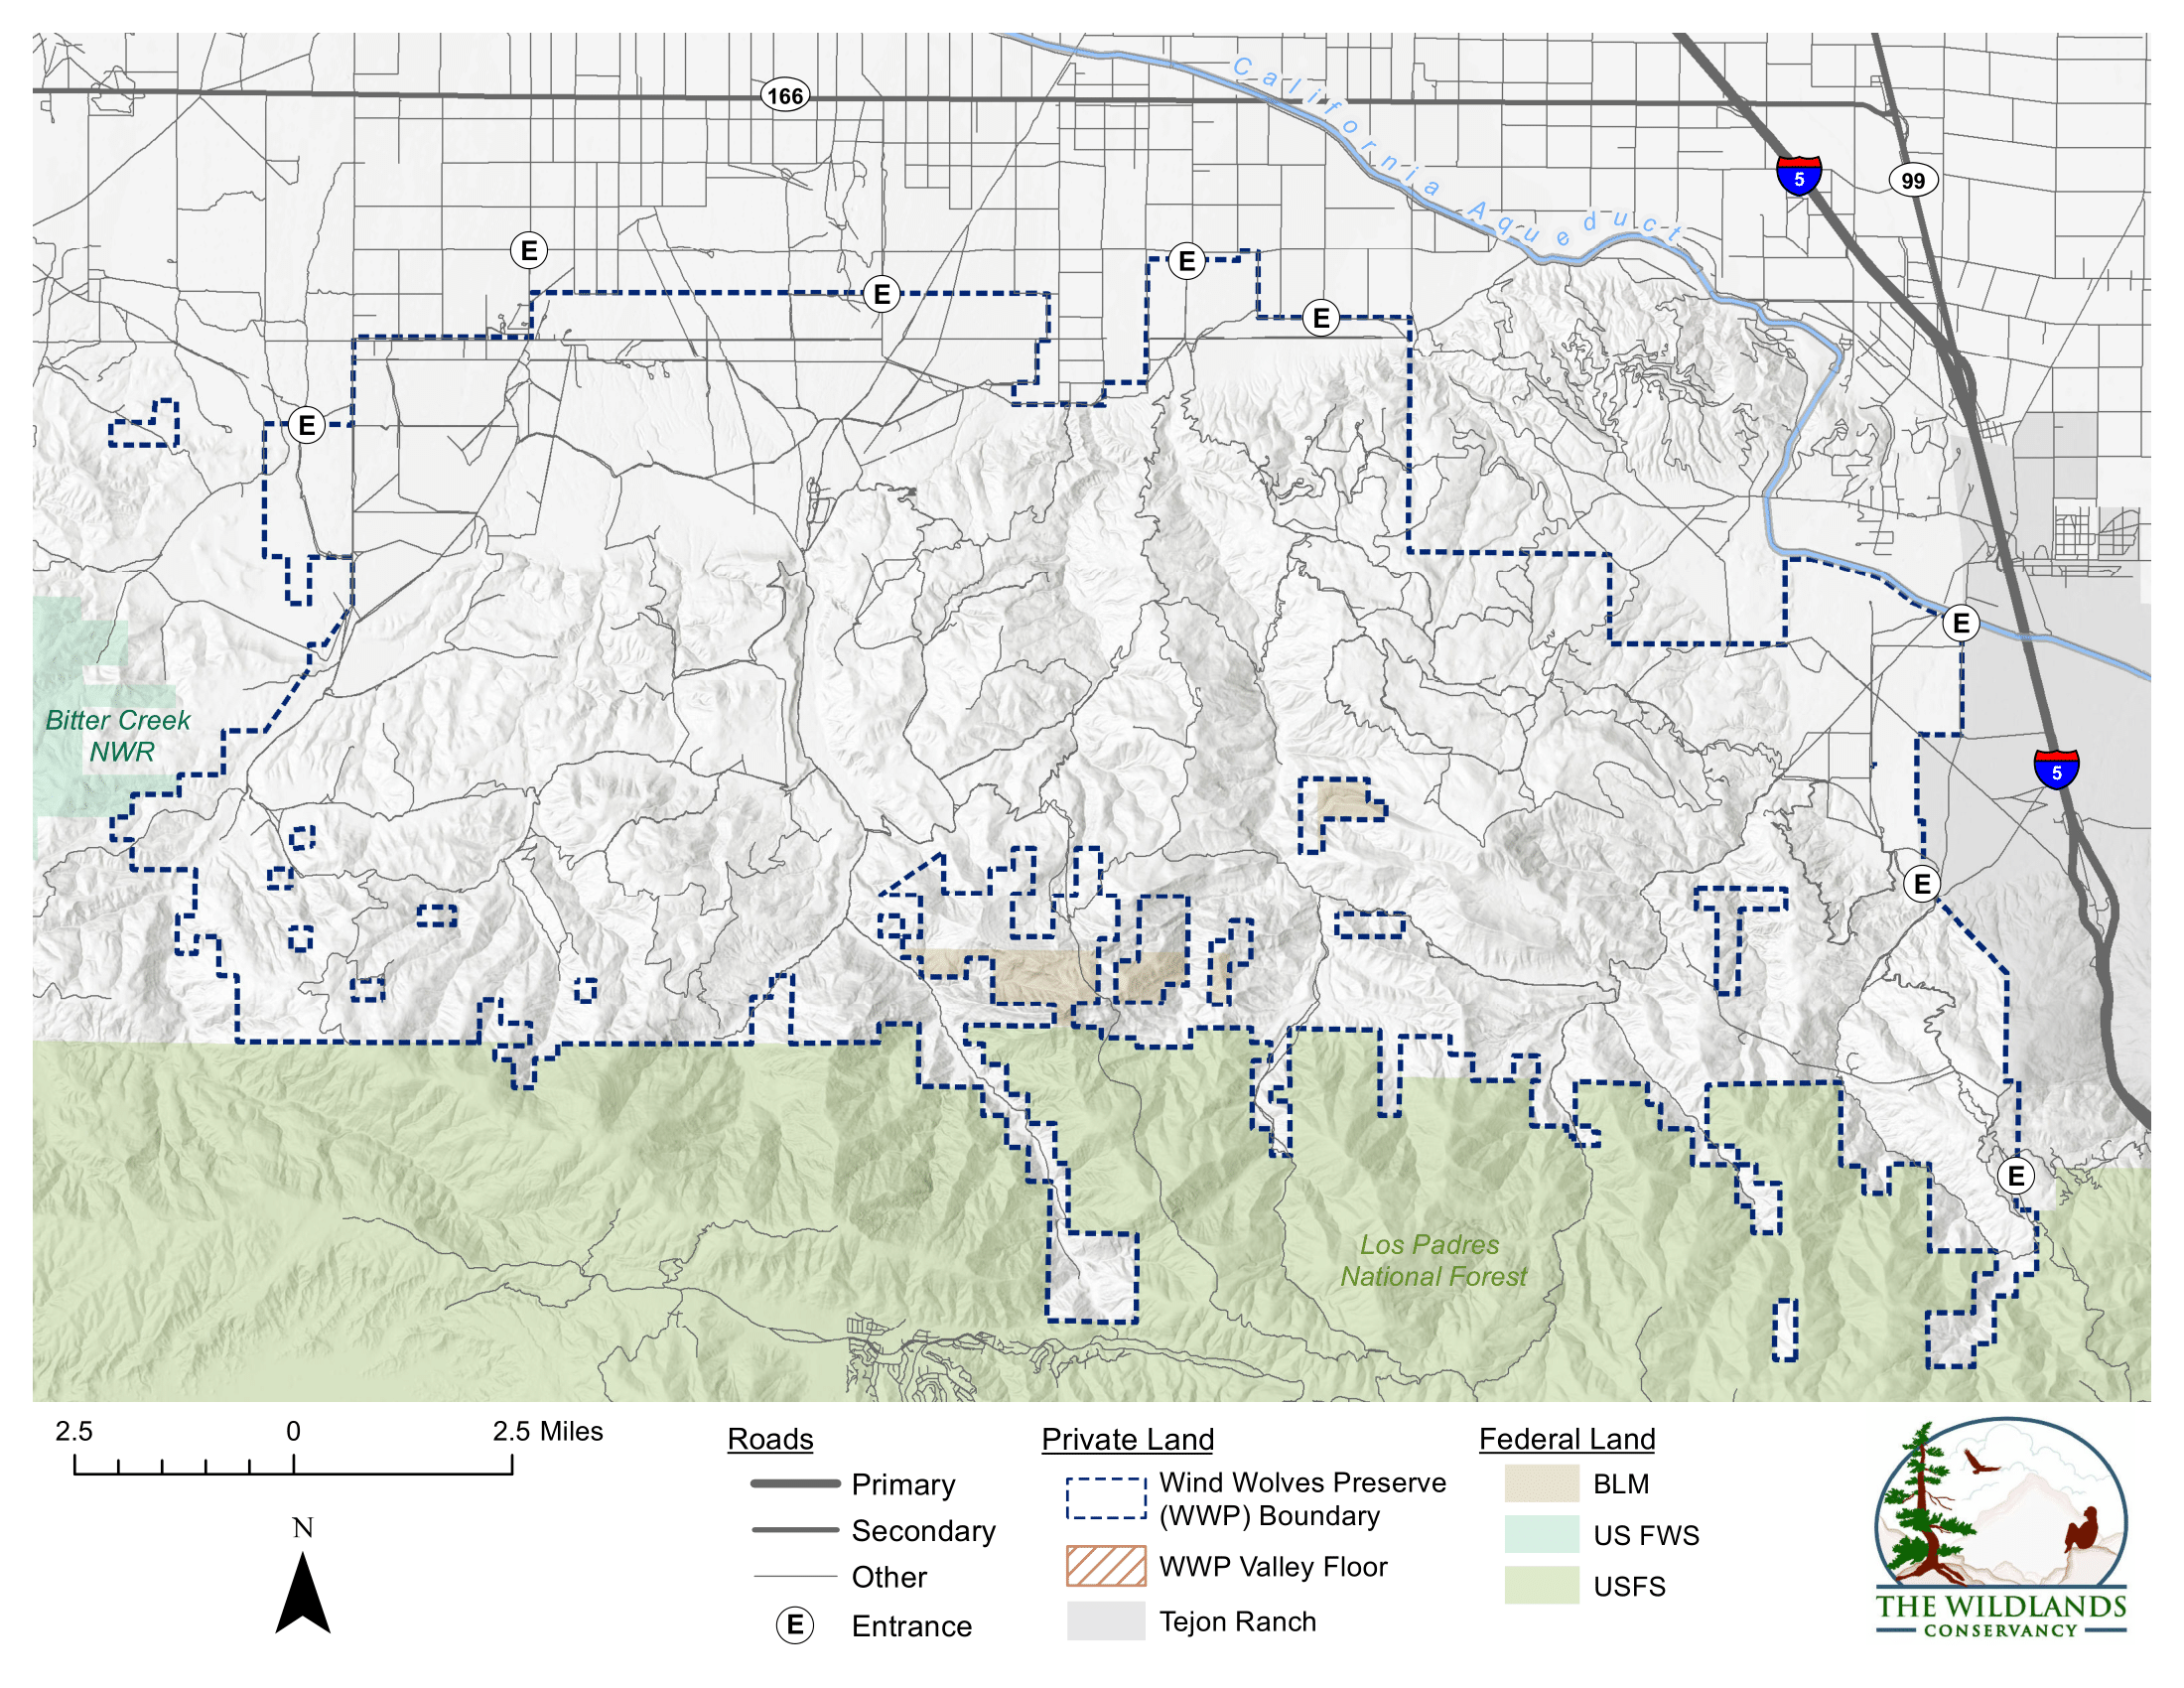 166
California Aqueduct
5
99
E
E
E
E
E
E
Bitter Creek
NWR
5
E
E
Los Padres
National Forest
2.5 0 2.5 Miles
N
Roads
Primary
Secondary
Other
E Entrance
Private Land
Wind Wolves Preserve
(WWP) Boundary
WWP Valley Floor
Tejon Ranch
Federal Land
BLM
US FWS
USFS
THE WILDLANDS
CONSERVANCY